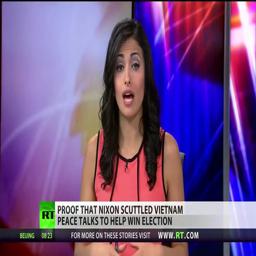 RT
PROOF THAT NIXON SCUTTLED VIETNAM
PEACE TALKS TO HELP WIN ELECTION
BEIJING 08:23 FOR MORE ON THESE STORIES VISIT WWW.RT.COM